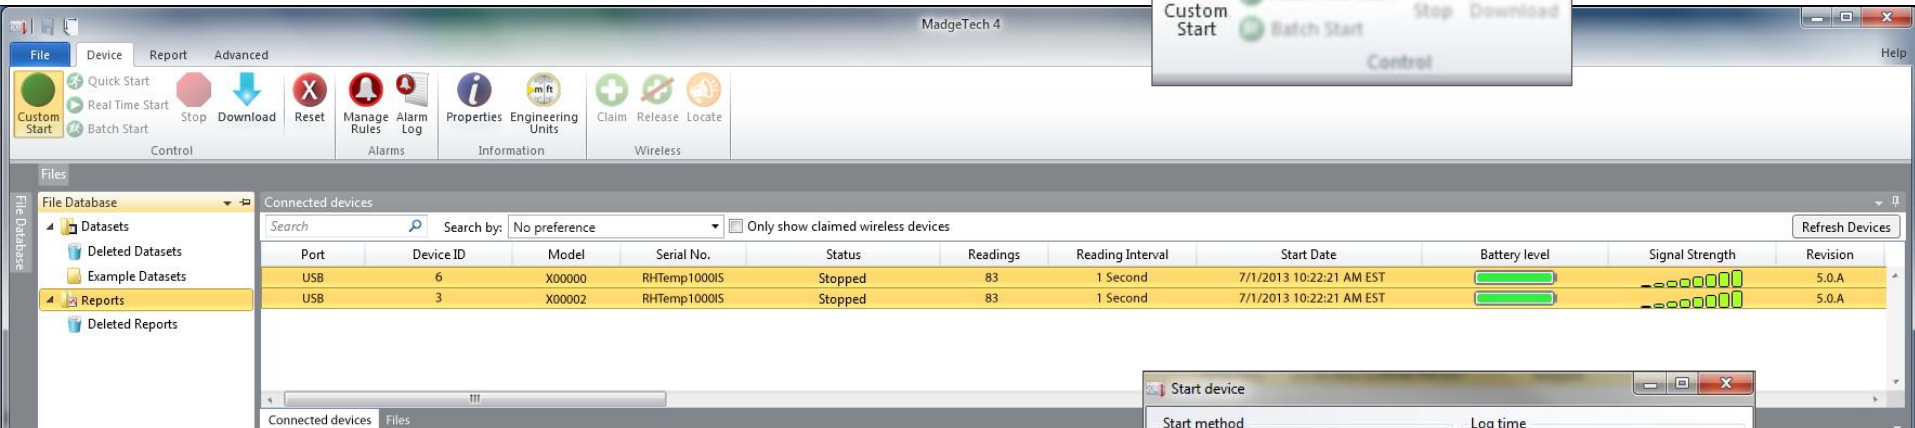 MadgeTech 4
Custom
Start
Stop Download
Batch Start
Control
File Device Report Advanced Help
Custom
Start
Quick Start
Real Time Start
Batch Start
Stop Download
Control
Reset
Manage
Rules
Alarm
Log
Alarms
Properties Engineering
Units
m ft
Information
Claim Release Locate
Wireless
Files
File Database
File Database
Datasets
Deleted Datasets
Example Datasets
Reports
Deleted Reports
Connected devices
Search Search by: No preference Only show claimed wireless devices Refresh Devices
Port Device ID Model Serial No. Status Readings Reading Interval Start Date Battery level Signal Strength Revision
USB 6 X00000 RHTemp1000IS Stopped 83 1 Second 7/1/2013 10:22:21 AM EST 5.0.A
USB 3 X00002 RHTemp1000IS Stopped 83 1 Second 7/1/2013 10:22:21 AM EST 5.0.A
Connected devices Files
Start device
Start method Log time